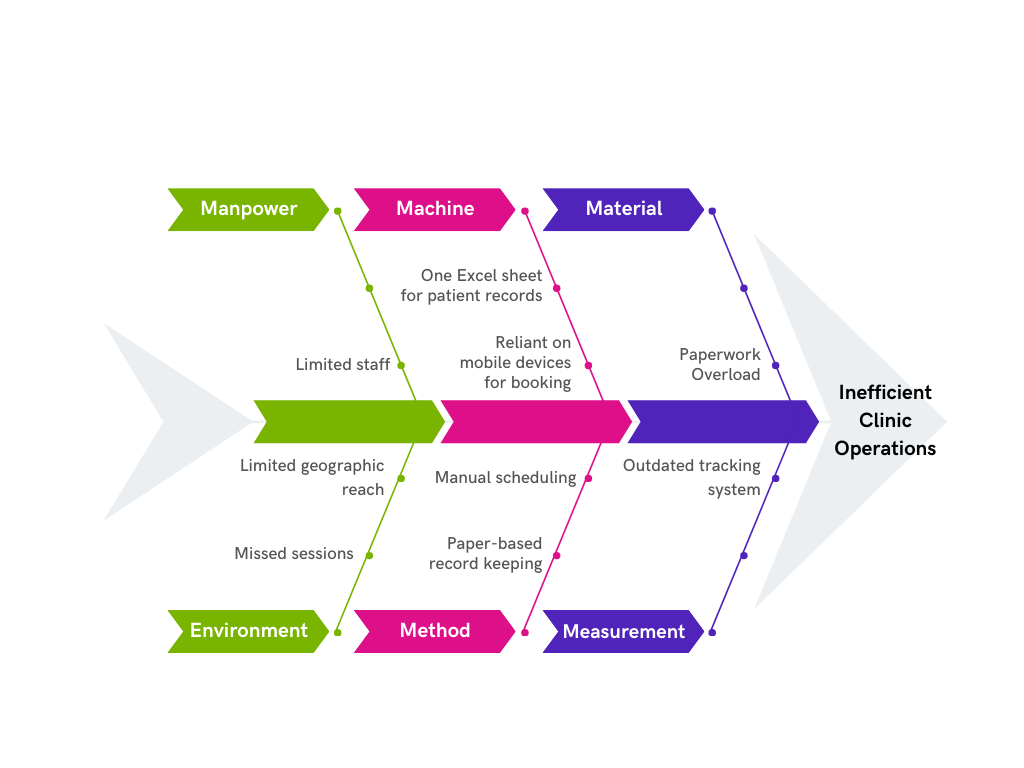 Manpower
Machine
Material
One Excel sheet
for patient records
Limited staff
Reliant on
mobile devices
for booking
Paperwork
Overload
Inefficient
Clinic
Operations
Limited geographic
reach
Manual scheduling
Outdated tracking
system
Missed sessions
Paper-based
record keeping
Environment
Method
Measurement